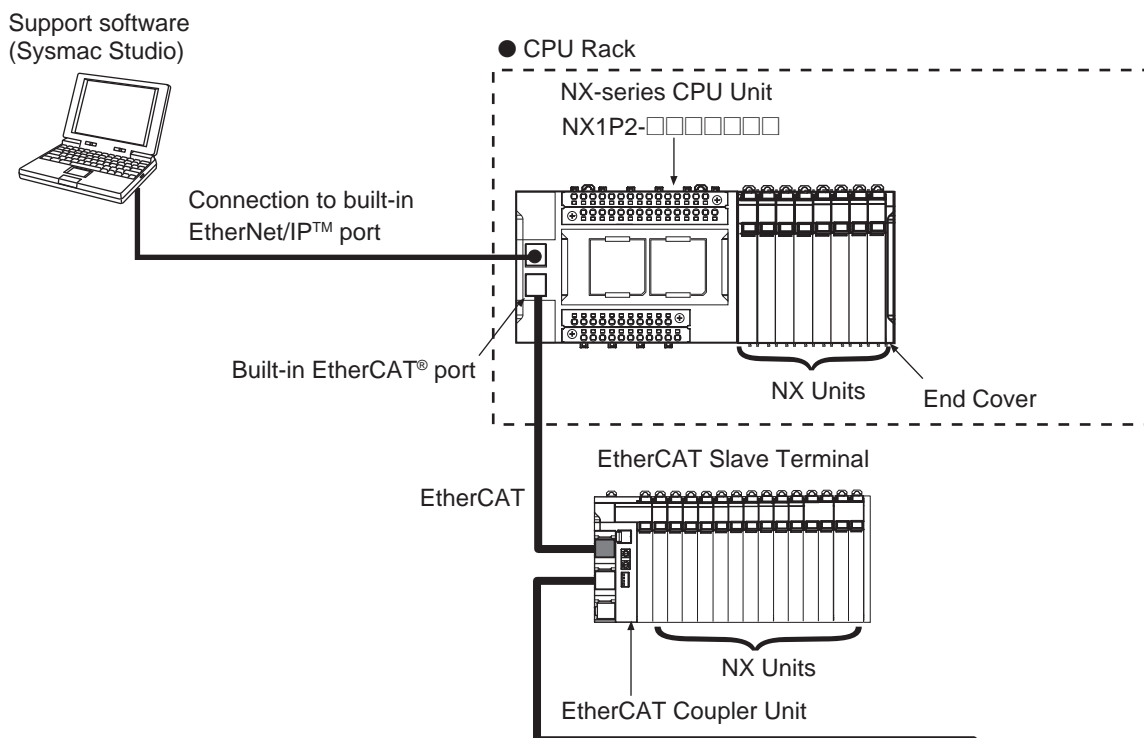 Support software
(Sysmac Studio)
● CPU Rack
NX-series CPU Unit
NX1P2-□□□□□□□
Connection to built-in
EtherNet/IP™ port
Built-in EtherCAT® port
NX Units
End Cover
EtherCAT Slave Terminal
EtherCAT
NX Units
EtherCAT Coupler Unit